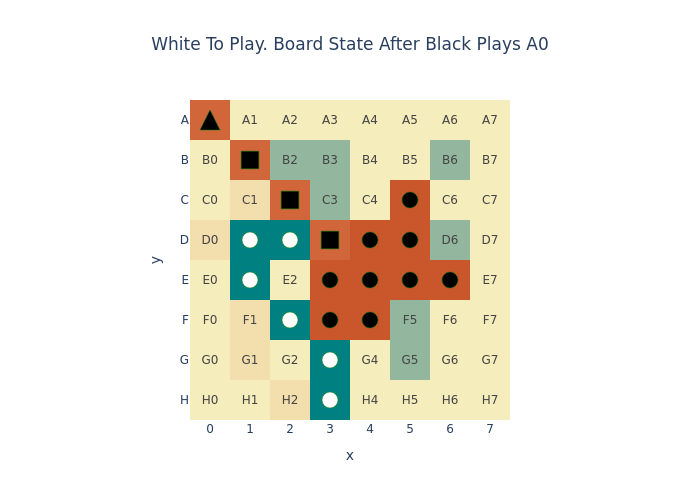 White To Play. Board State After Black Plays A0
A A1 A2 A3 A4 A5 A6 A7
B B0 B2 B3 B4 B5 B6 B7
C C0 C1 C3 C4 C6 C7
D D0 D6 D7
E E0 E2 E7
F F0 F1 F5 F6 F7
G G0 G1 G2 G4 G5 G6 G7
H H0 H1 H2 H4 H5 H6 H7
0 1 2 3 4 5 6 7
x
y